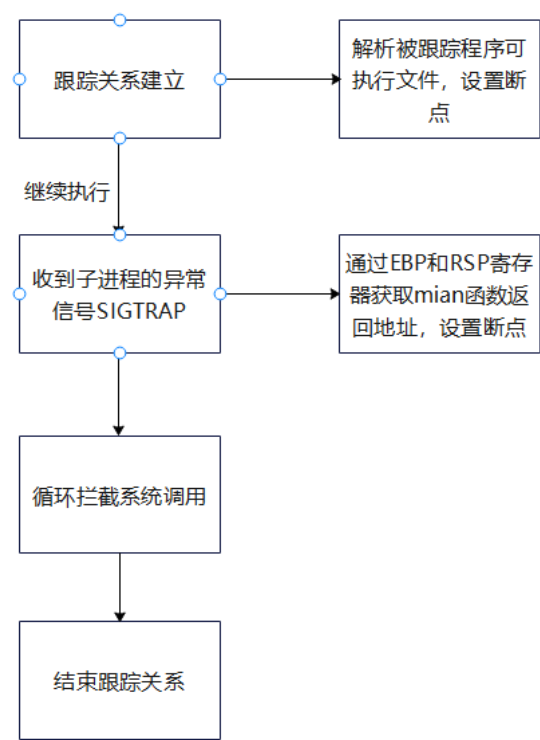 跟踪关系建立
解析被跟踪程序可
执行文件，设置断
点
继续执行
收到子进程的异常
信号SIGTRAP
通过EBP和RSP寄存
器获取mian函数返
回地址，设置断点
循环拦截系统调用
结束跟踪关系